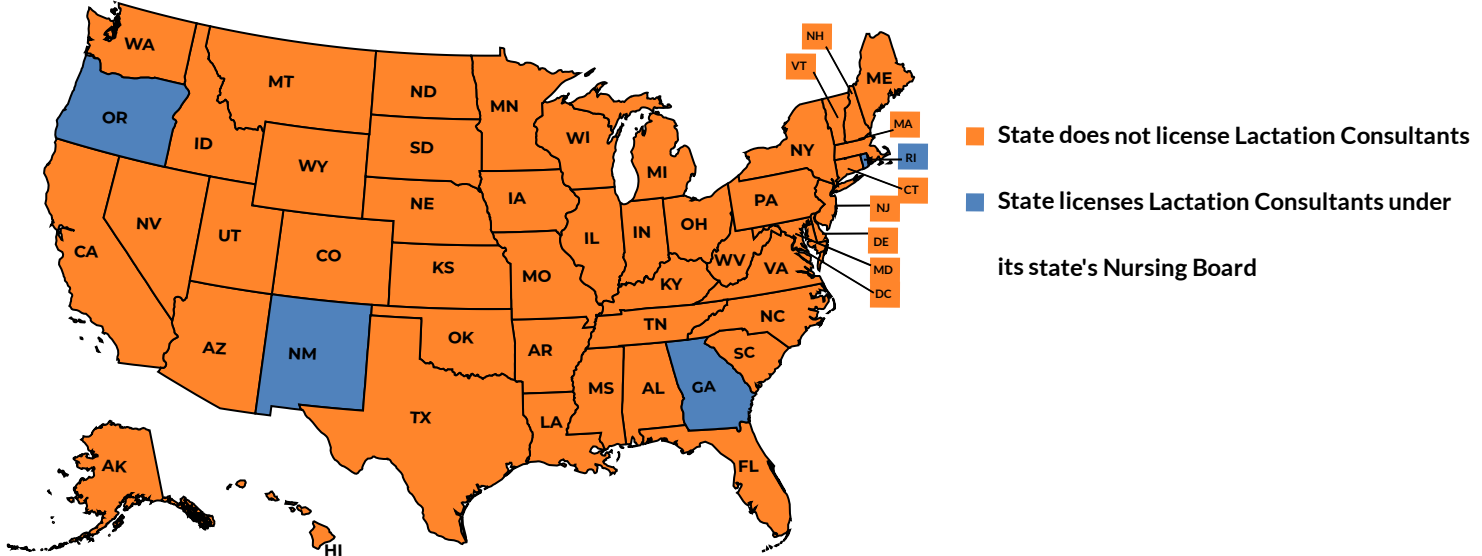 WA
MT
ND
MN
OR
ID
WY
SD
WI
MI
NY
ME
NH
VT
MA
RI
CT
NJ
DE
MD
DC
NV
UT
CO
NE
IA
IL
IN
OH
PA
CA
KS
MO
KY
WV
VA
AZ
NM
OK
AR
TN
NC
SC
TX
LA
MS
AL
GA
FL
AK
HI
State does not license Lactation Consultants
State licenses Lactation Consultants under
its state's Nursing Board